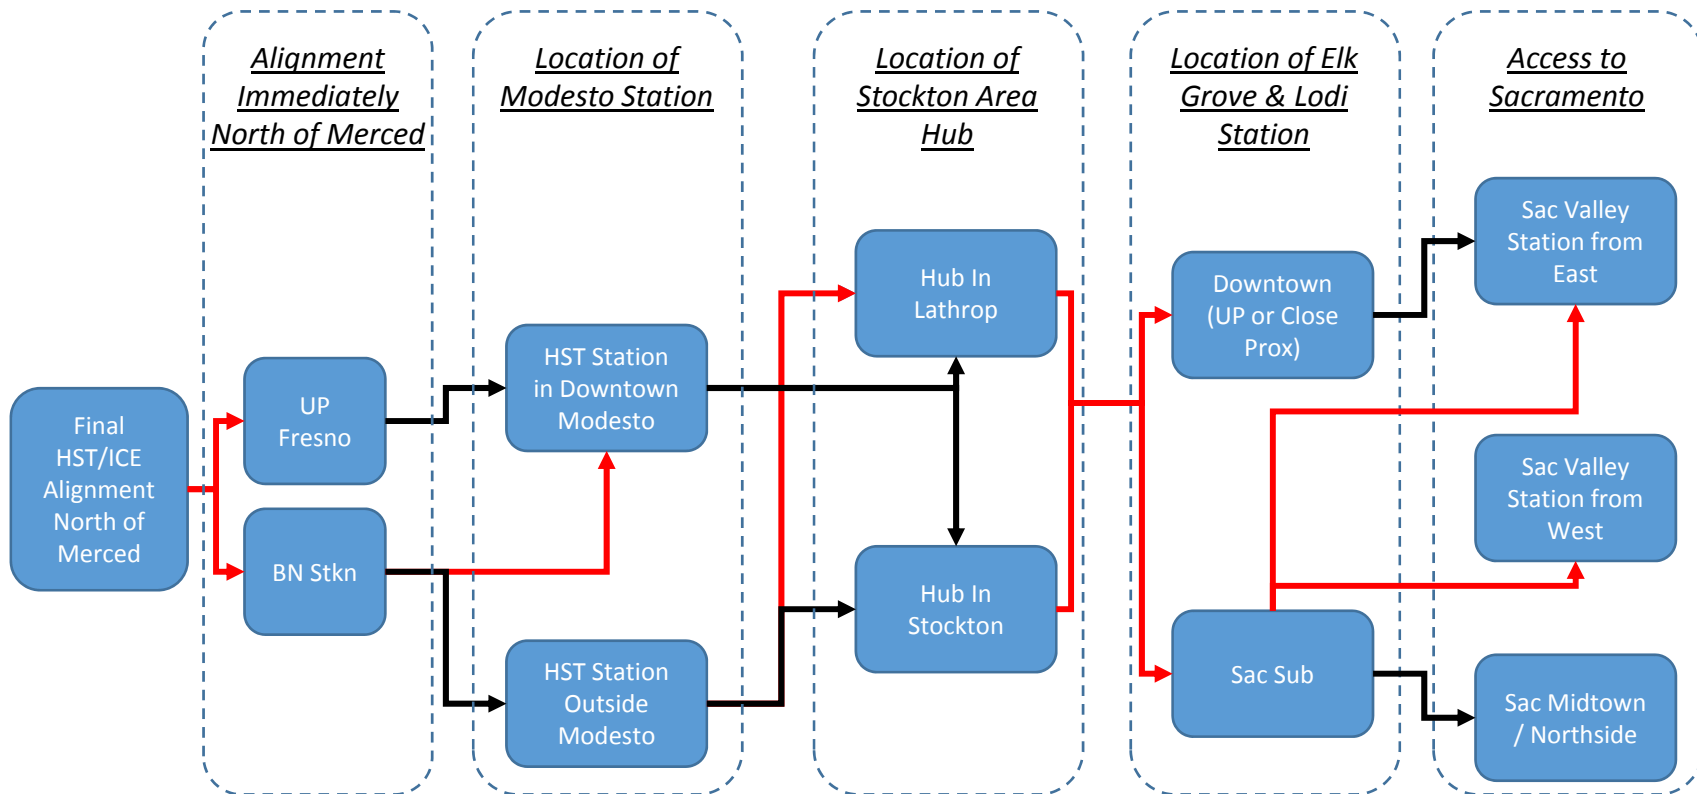 Alignment
Immediately
North of Merced
Location of
Modesto Station
Location of
Stockton Area
Hub
Location of Elk
Grove & Lodi
Station
Access to
Sacramento
Final
HST/ICE
Alignment
North of
Merced
UP
Fresno
BN Stkn
HST Station
in Downtown
Modesto
HST Station
Outside
Modesto
Hub In
Lathrop
Hub In
Stockton
Downtown
(UP or Close
Prox)
Sac Sub
Sac Valley
Station from
East
Sac Valley
Station from
West
Sac Midtown
/ Northside